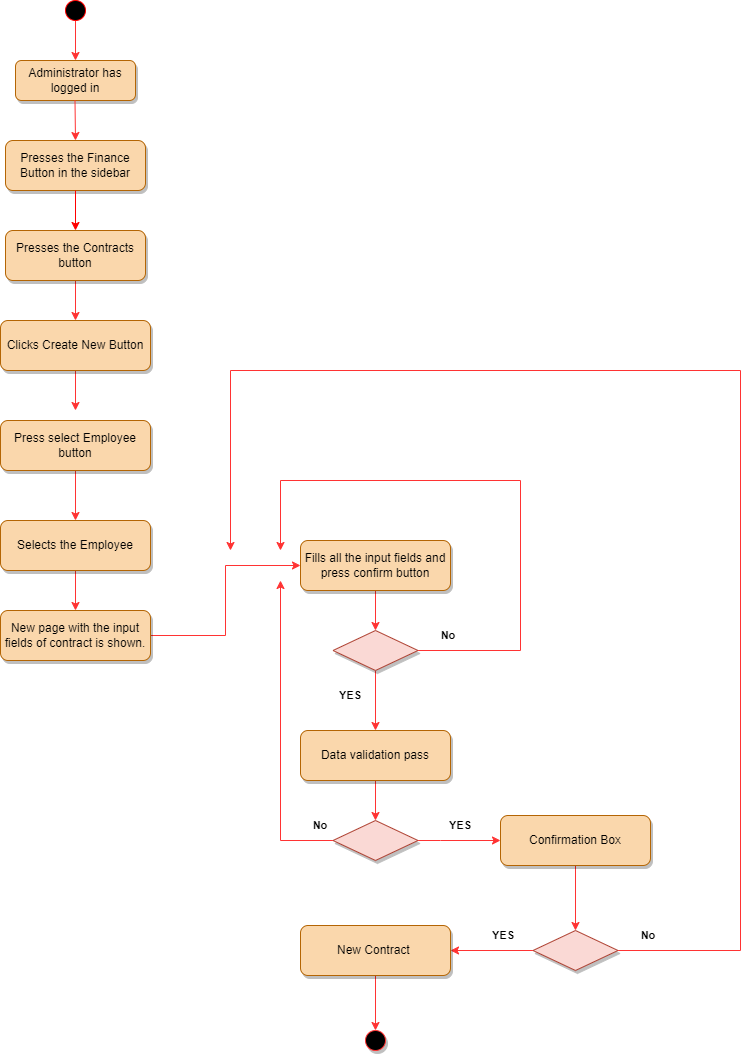 Administrator has
logged in
Presses the Finance
Button in the sidebar
Presses the Contracts
button
Clicks Create New Button
Press select Employee
button
Selects the Employee
New page with the input
fields of contract is shown.
Fills all the input fields and
press confirm button
No
YES
Data validation pass
No
YES
Confirmation Box
YES
No
New Contract